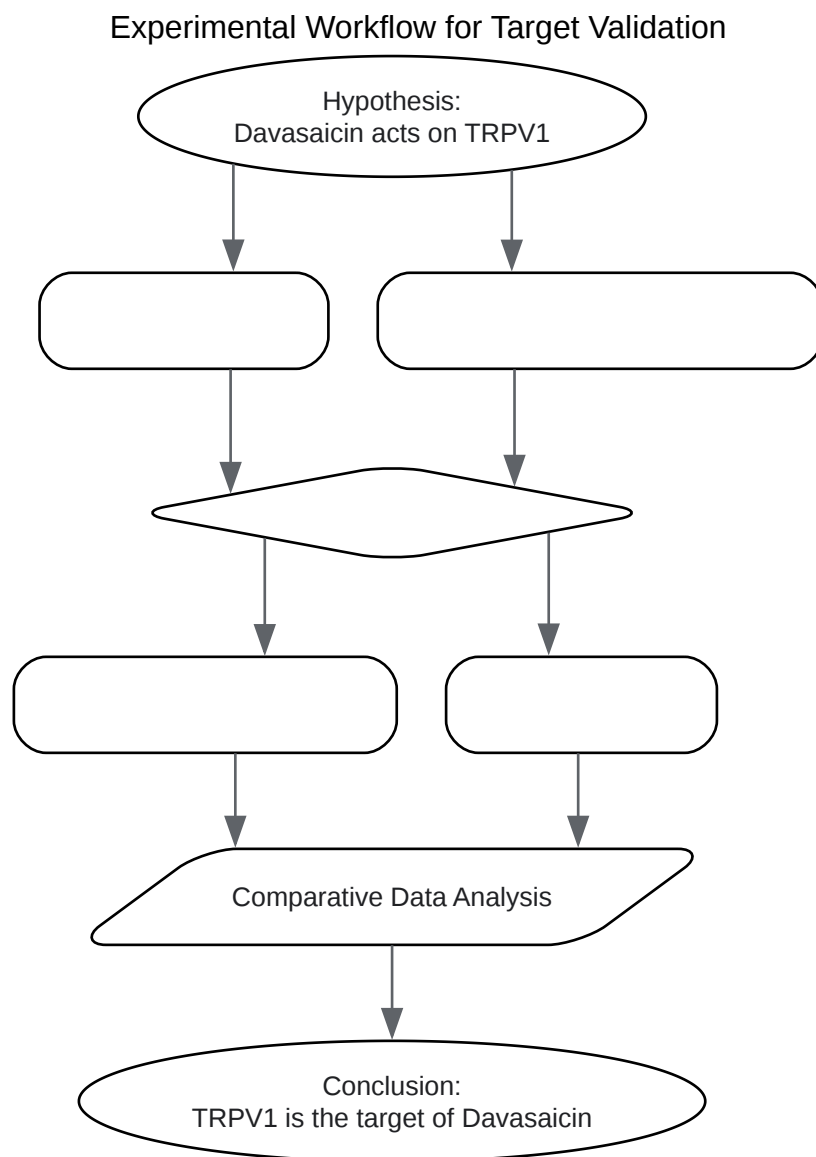 Experimental Workflow for Target Validation
Hypothesis:
Davasaicin acts on TRPV1
Comparative Data Analysis
Conclusion:
TRPV1 is the target of Davasaicin